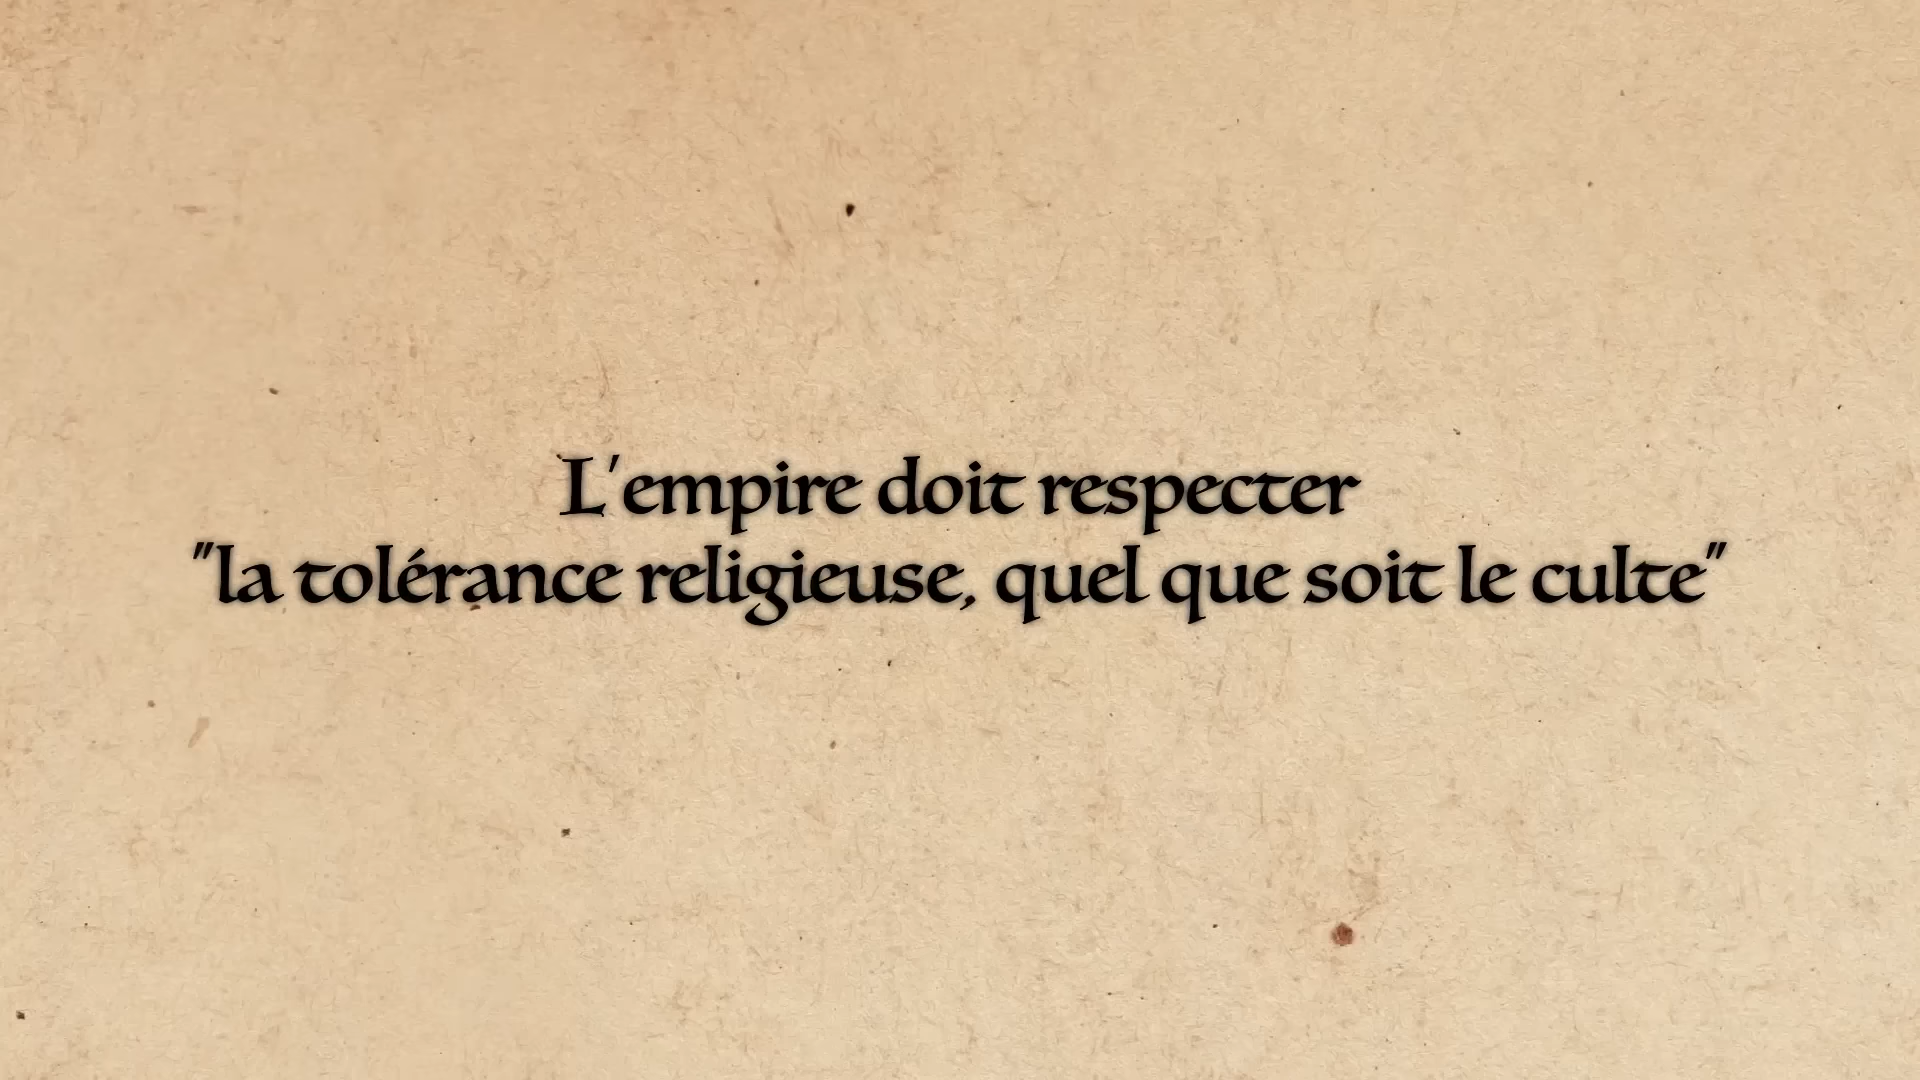 L'empire doit respecter
"la tolérance religieuse, quel que soit le culte"